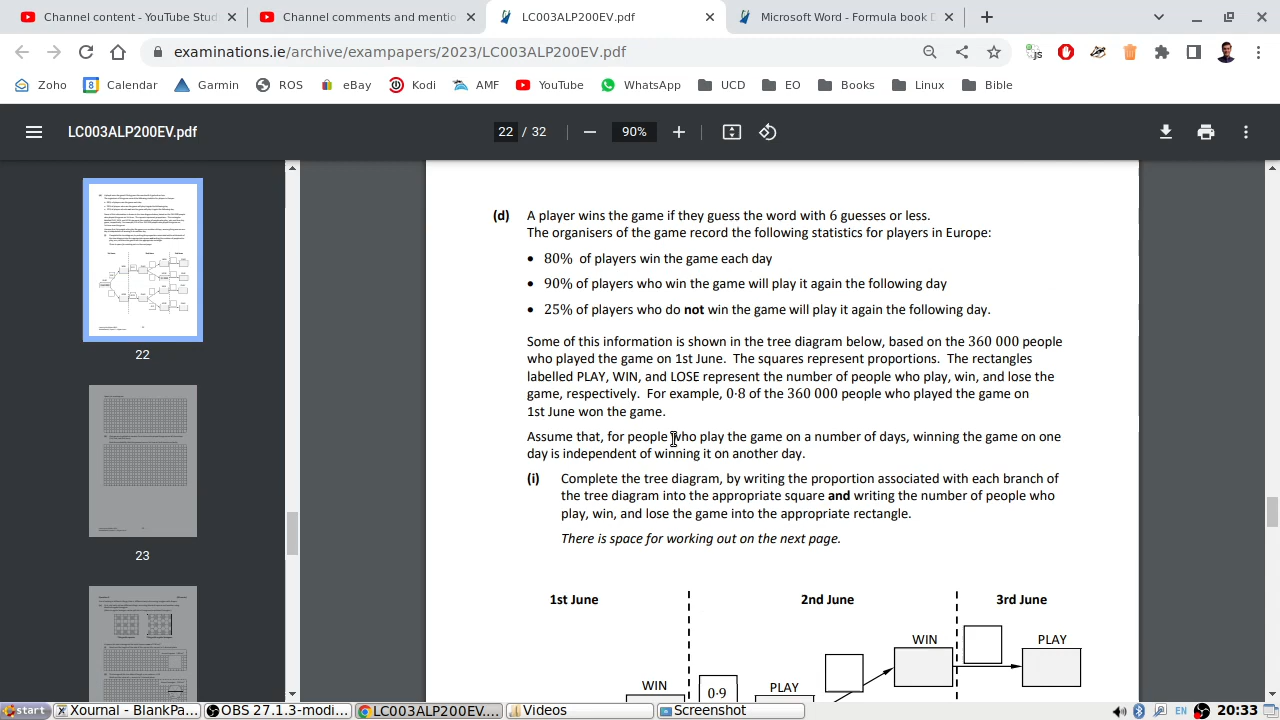 Channel content - YouTube Stud
Channel comments and mentio
LC003ALP200EV.pdf
Microsoft Word - Formula book D
examinations.ie/archive/exampapers/2023/LC003ALP200EV.pdf
Zoho
Calendar
Garmin
ROS
eBay
Kodi
AMF
YouTube
WhatsApp
UCD
EO
Books
Linux
Bible
LC003ALP200EV.pdf
22 / 32
90%
22
23
(d) A player wins the game if they guess the word with 6 guesses or less.
The organisers of the game record the following statistics for players in Europe:
• 80% of players win the game each day
• 90% of players who win the game will play it again the following day
• 25% of players who do not win the game will play it again the following day.
Some of this information is shown in the tree diagram below, based on the 360 000 people
who played the game on 1st June. The squares represent proportions. The rectangles
labelled PLAY, WIN, and LOSE represent the number of people who play, win, and lose the
game, respectively. For example, 0·8 of the 360 000 people who played the game on
1st June won the game.
Assume that, for people who play the game on a number of days, winning the game on one
day is independent of winning it on another day.
(i) Complete the tree diagram, by writing the proportion associated with each branch of
the tree diagram into the appropriate square and writing the number of people who
play, win, and lose the game into the appropriate rectangle.
There is space for working out on the next page.
1st June
2nd June
3rd June
WIN
PLAY
WIN
0·9
PLAY
start
Xournal - BlankPa...
OBS 27.1.3-modi...
LC003ALP200EV....
Videos
Screenshot
EN
20:33